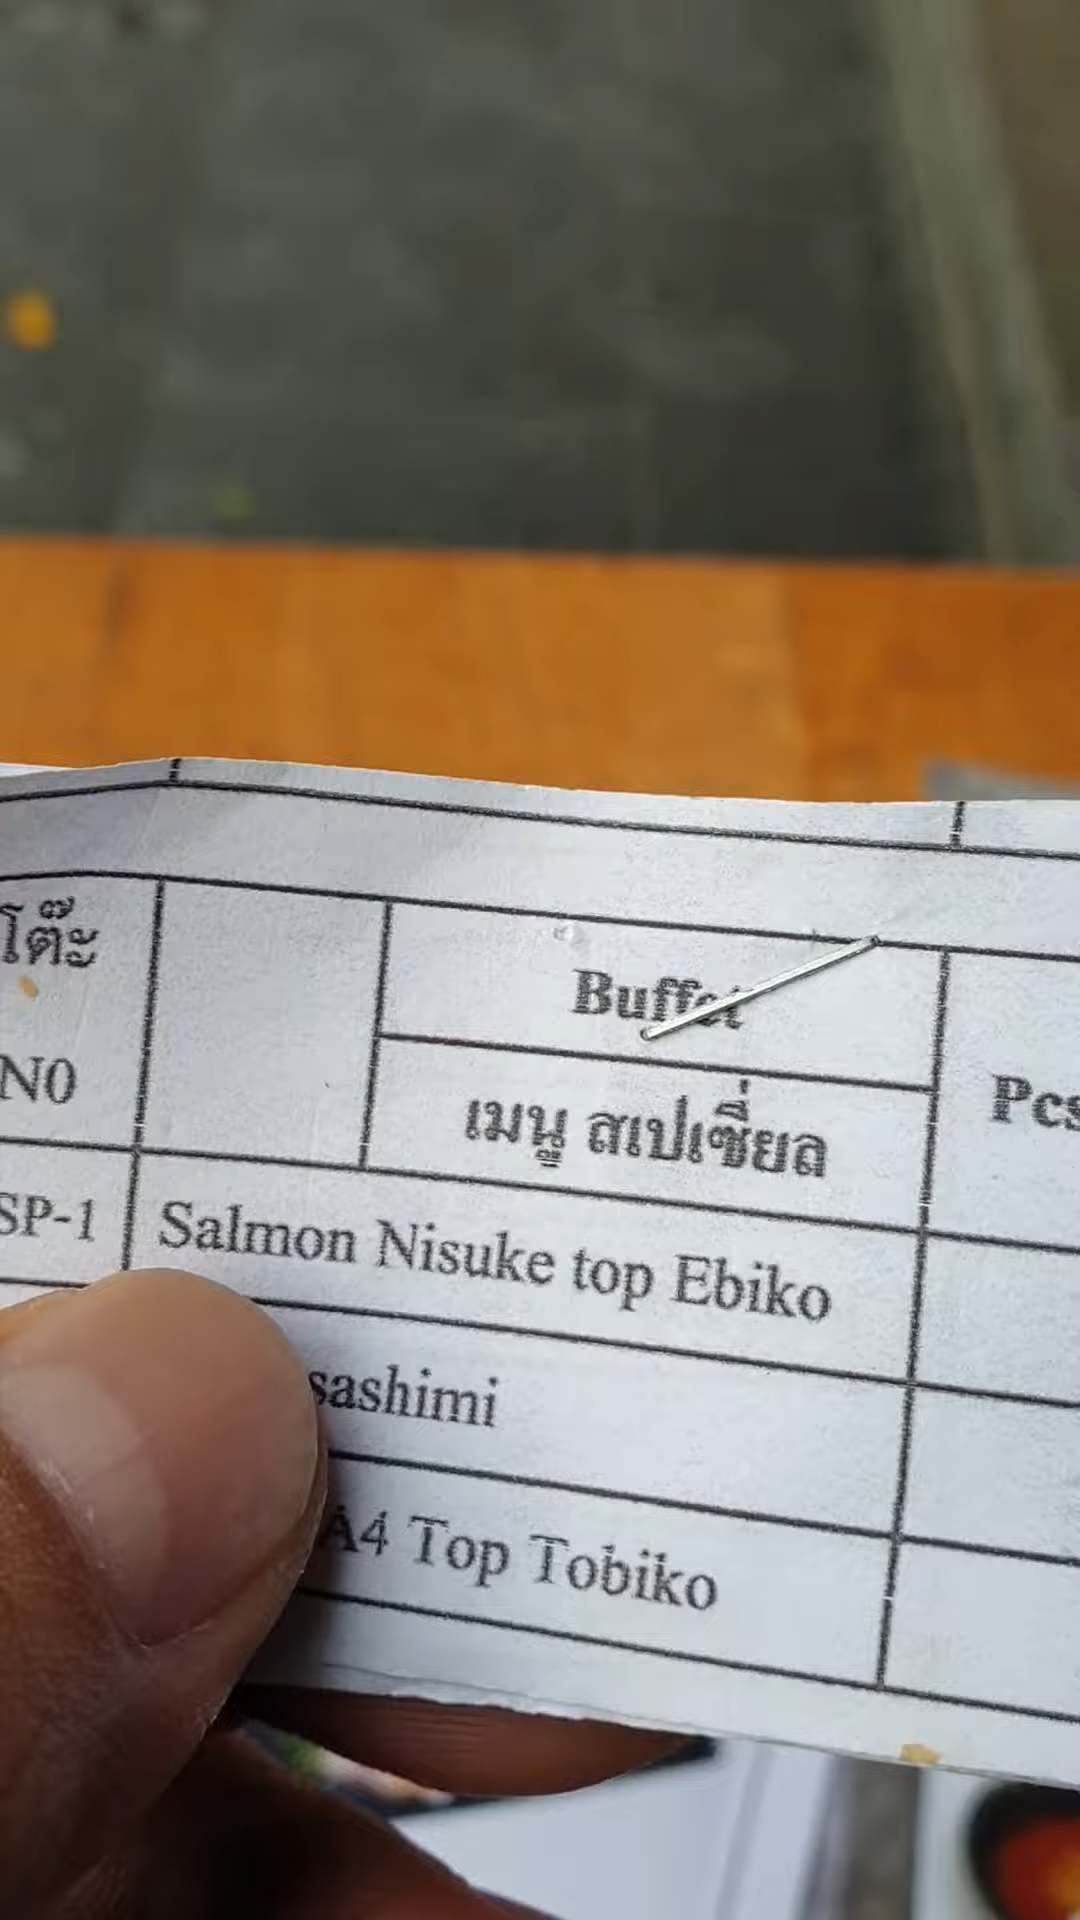 โต๊ะ
Buffet
N0
เมนู สเปเชี่ยล
Pcs
SP-1 Salmon Nisuke top Ebiko
sashimi
A4 Top Tobiko